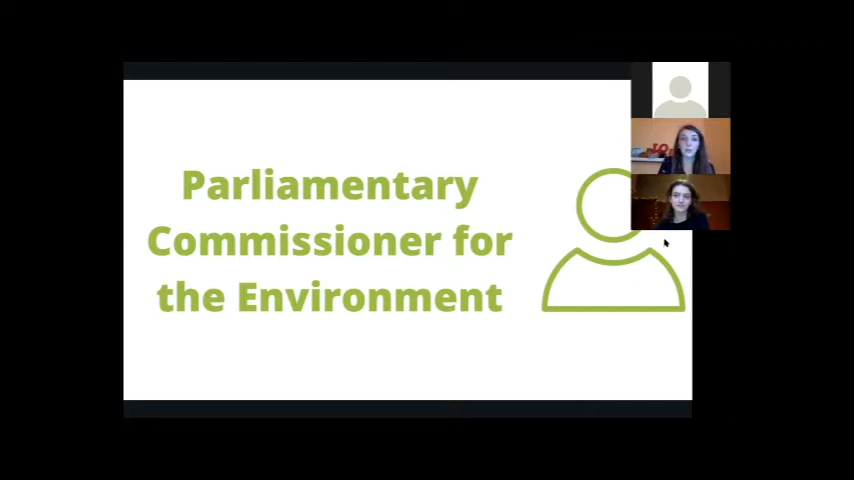 Parliamentary
Commissioner for
the Environment